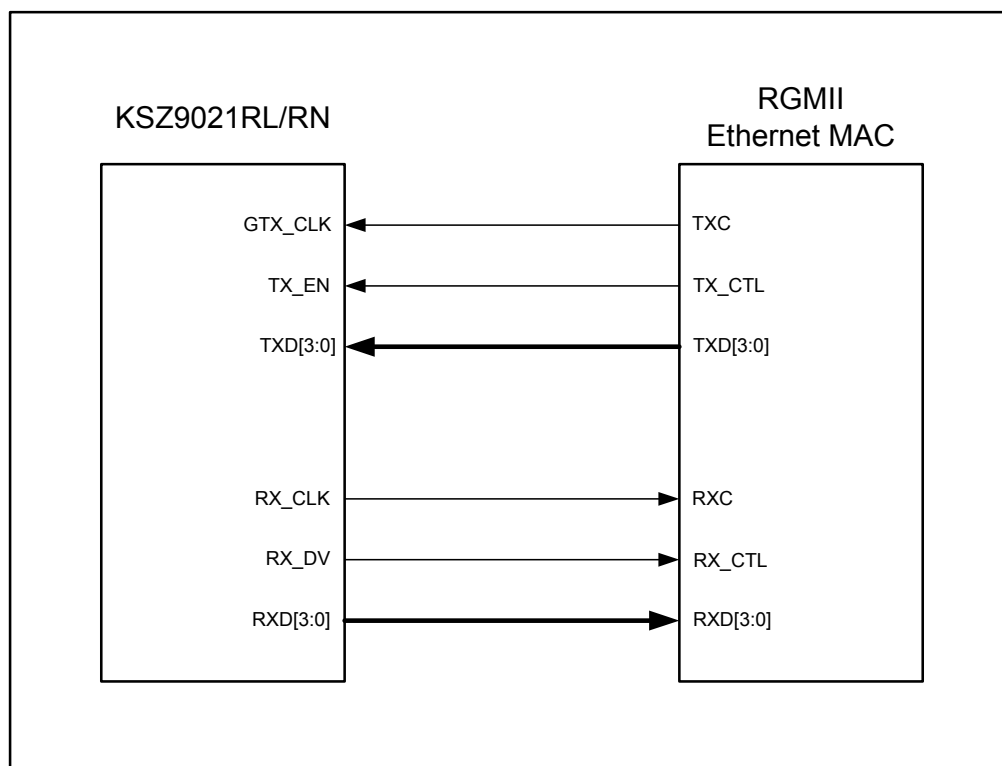 KSZ9021RL/RN
RGMII
Ethernet MAC
GTX_CLK
TXC
TX_EN
TX_CTL
TXD[3:0]
TXD[3:0]
RX_CLK
RXC
RX_DV
RX_CTL
RXD[3:0]
RXD[3:0]